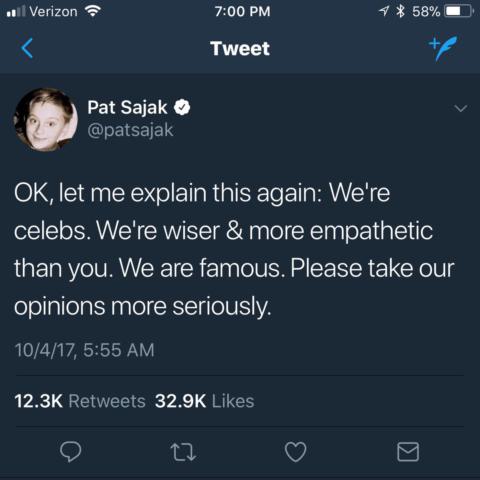 Verizon 7:00 PM 58%
Tweet
Pat Sajak
@patsajak
OK, let me explain this again: We're
celebs. We're wiser & more empathetic
than you. We are famous. Please take our
opinions more seriously.
10/4/17, 5:55 AM
12.3K Retweets 32.9K Likes